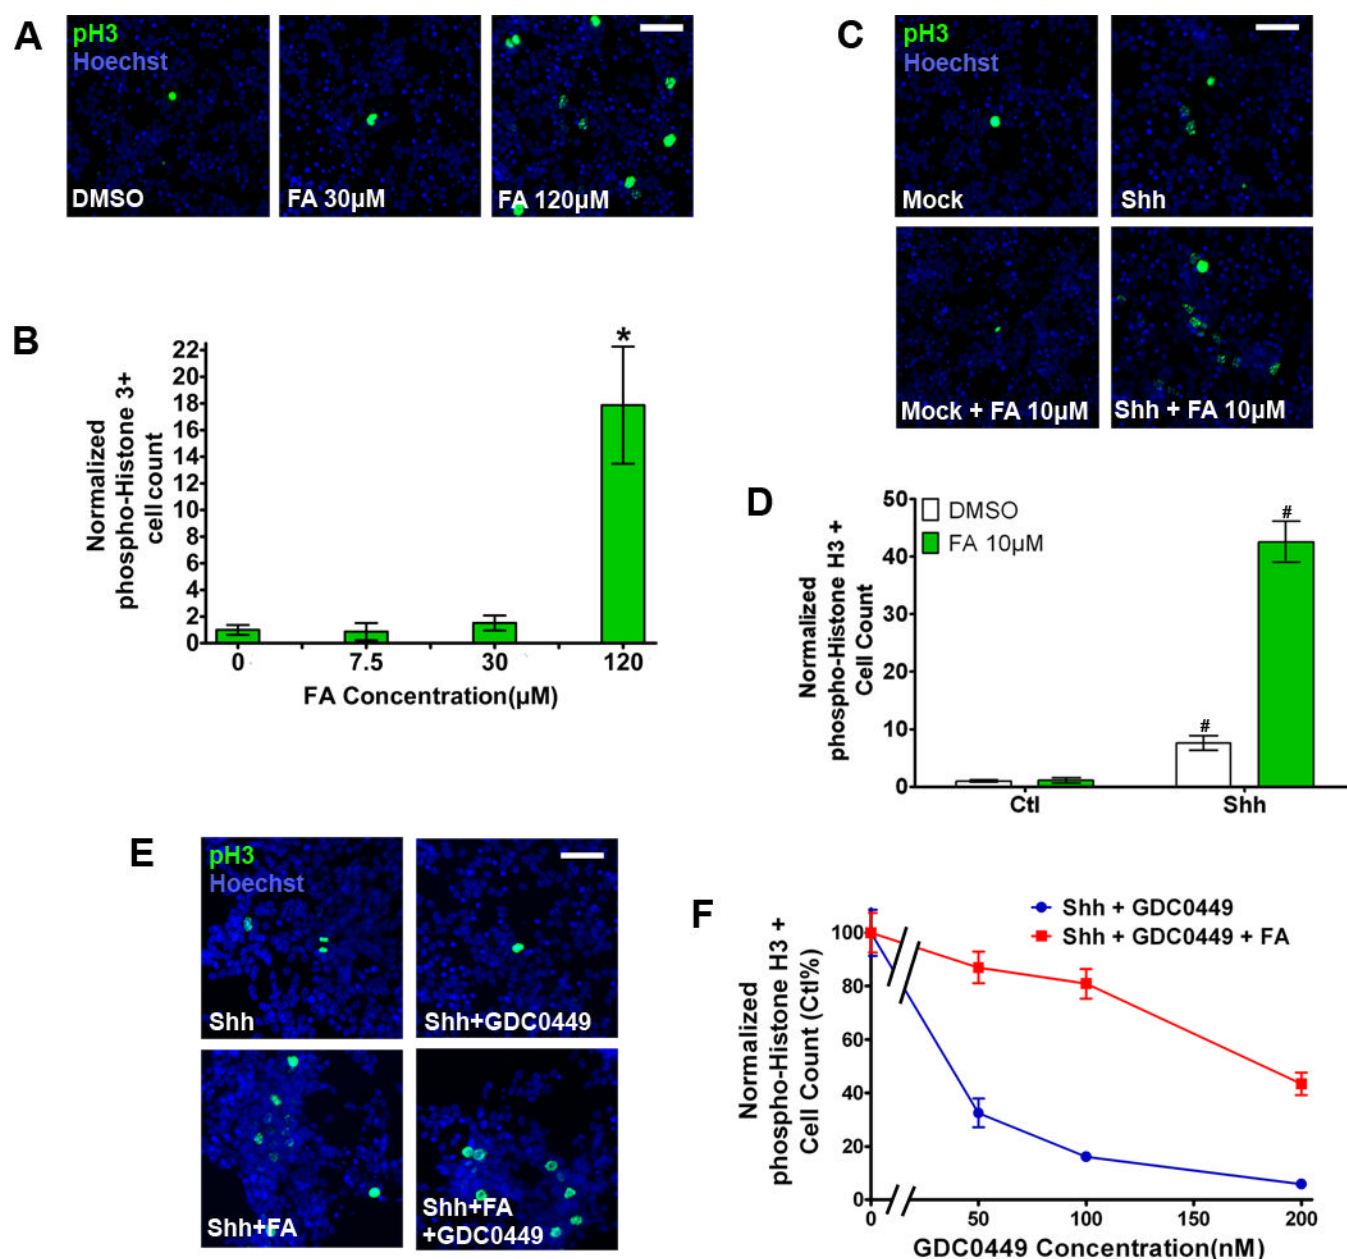 A
pH3
Hoechst
DMSO
FA 30µM
FA 120µM
B
Normalized
phospho-Histone 3+
cell count
22
20
18
16
14
12
10
8
6
4
2
0
*
0
7.5
30
120
FA Concentration(µM)
C
pH3
Hoechst
Mock
Shh
Mock + FA 10µM
Shh + FA 10µM
D
Normalized
phospho-Histone H3 +
Cell Count
50
40
30
20
10
0
DMSO
FA 10µM
#
#
Ctl
Shh
E
pH3
Hoechst
Shh
Shh+GDC0449
Shh+FA
Shh+FA
+GDC0449
F
Normalized
phospho-Histone H3 +
Cell Count (Ctl%)
100
80
60
40
20
0
Shh + GDC0449
Shh + GDC0449 + FA
0
50
100
150
200
GDC0449 Concentration(nM)